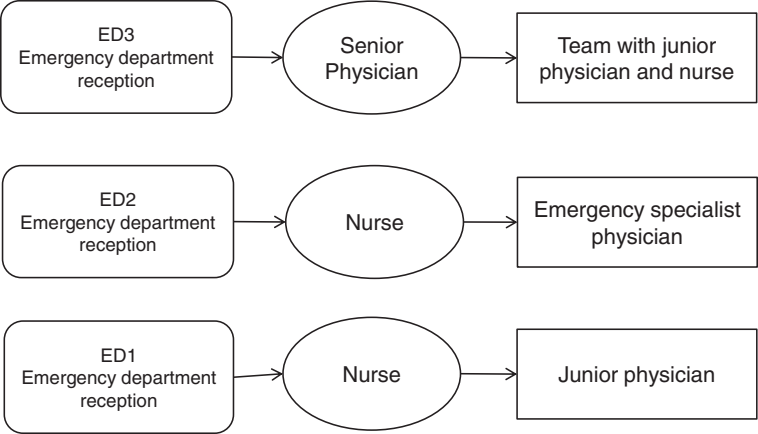 ED3
Emergency department
reception
Senior
Physician
Team with junior
physician and nurse
ED2
Emergency department
reception
Nurse
Emergency specialist
physician
ED1
Emergency department
reception
Nurse
Junior physician